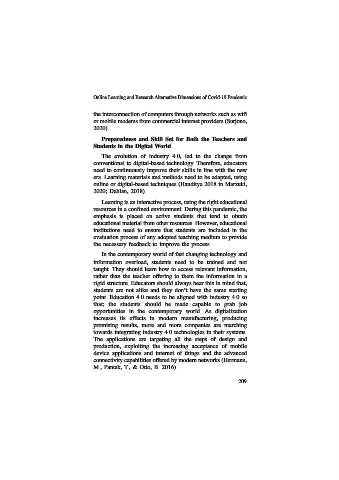 Online Learning and Research Alternative Dimensions of Covid-19 Pandemic
the interconnection of computers through networks such as wifi
or mobile modems from commercial internet providers (Sarjono,
2020).
Preparedness and Skill Set for Both the Teachers and
Students in the Digital World
The evolution of industry 4.0, led to the change from
conventional to digital-based technology. Therefore, educators
need to continuously improve their skills in line with the new
era. Learning materials and methods need to be adapted, using
online or digital-based techniques (Handitya 2018 in Marzuki,
2020; Dahlan, 2018).
Learning is an interactive process, using the right educational
resources in a confined environment. During this pandemic, the
emphasis is placed on active students that tend to obtain
educational material from other resources. However, educational
institutions need to ensure that students are included in the
evaluation process of any adopted teaching medium to provide
the necessary feedback to improve the process.
In the contemporary world of fast changing technology and
information overload, students need to be trained and not
taught. They should learn how to access relevant information,
rather than the teacher offering to them the information in a
rigid structure. Educators should always bear this in mind that,
students are not alike and they don't have the same starting
point. Education 4.0 needs to be aligned with industry 4.0 so
that; the students should be made capable to grab job
opportunities in the contemporary world. As digitalization
increases its effects in modern manufacturing, producing
promising results, more and more companies are marching
towards integrating industry 4.0 technologies in their systems.
The applications are targeting all the steps of design and
production, exploiting the increasing acceptance of mobile
device applications and internet of things and the advanced
connectivity capabilities offered by modern networks (Hermann,
M., Pentek, T., & Otto, B. 2016).
209